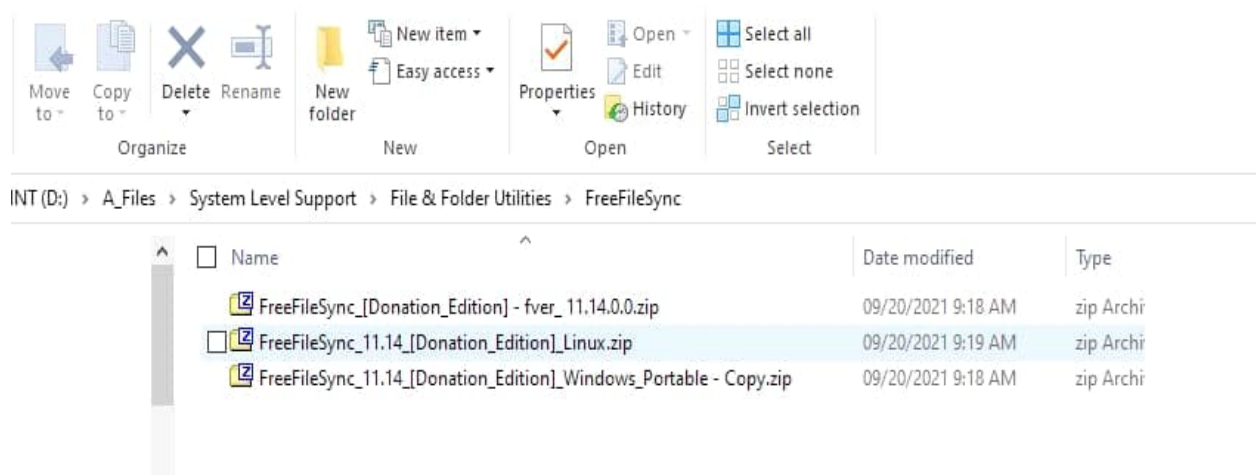 Move to
Copy to
Delete
Rename
New folder
New item
Easy access
Properties
Open
Edit
History
Select all
Select none
Invert selection
Organize
New
Open
Select
INT (D:) > A_Files > System Level Support > File & Folder Utilities > FreeFileSync
Name Date modified Type
FreeFileSync_[Donation_Edition] - fver_ 11.14.0.0.zip 09/20/2021 9:18 AM zip Archi
FreeFileSync_11.14_[Donation_Edition]_Linux.zip 09/20/2021 9:19 AM zip Archi
FreeFileSync_11.14_[Donation_Edition]_Windows_Portable - Copy.zip 09/20/2021 9:18 AM zip Archi